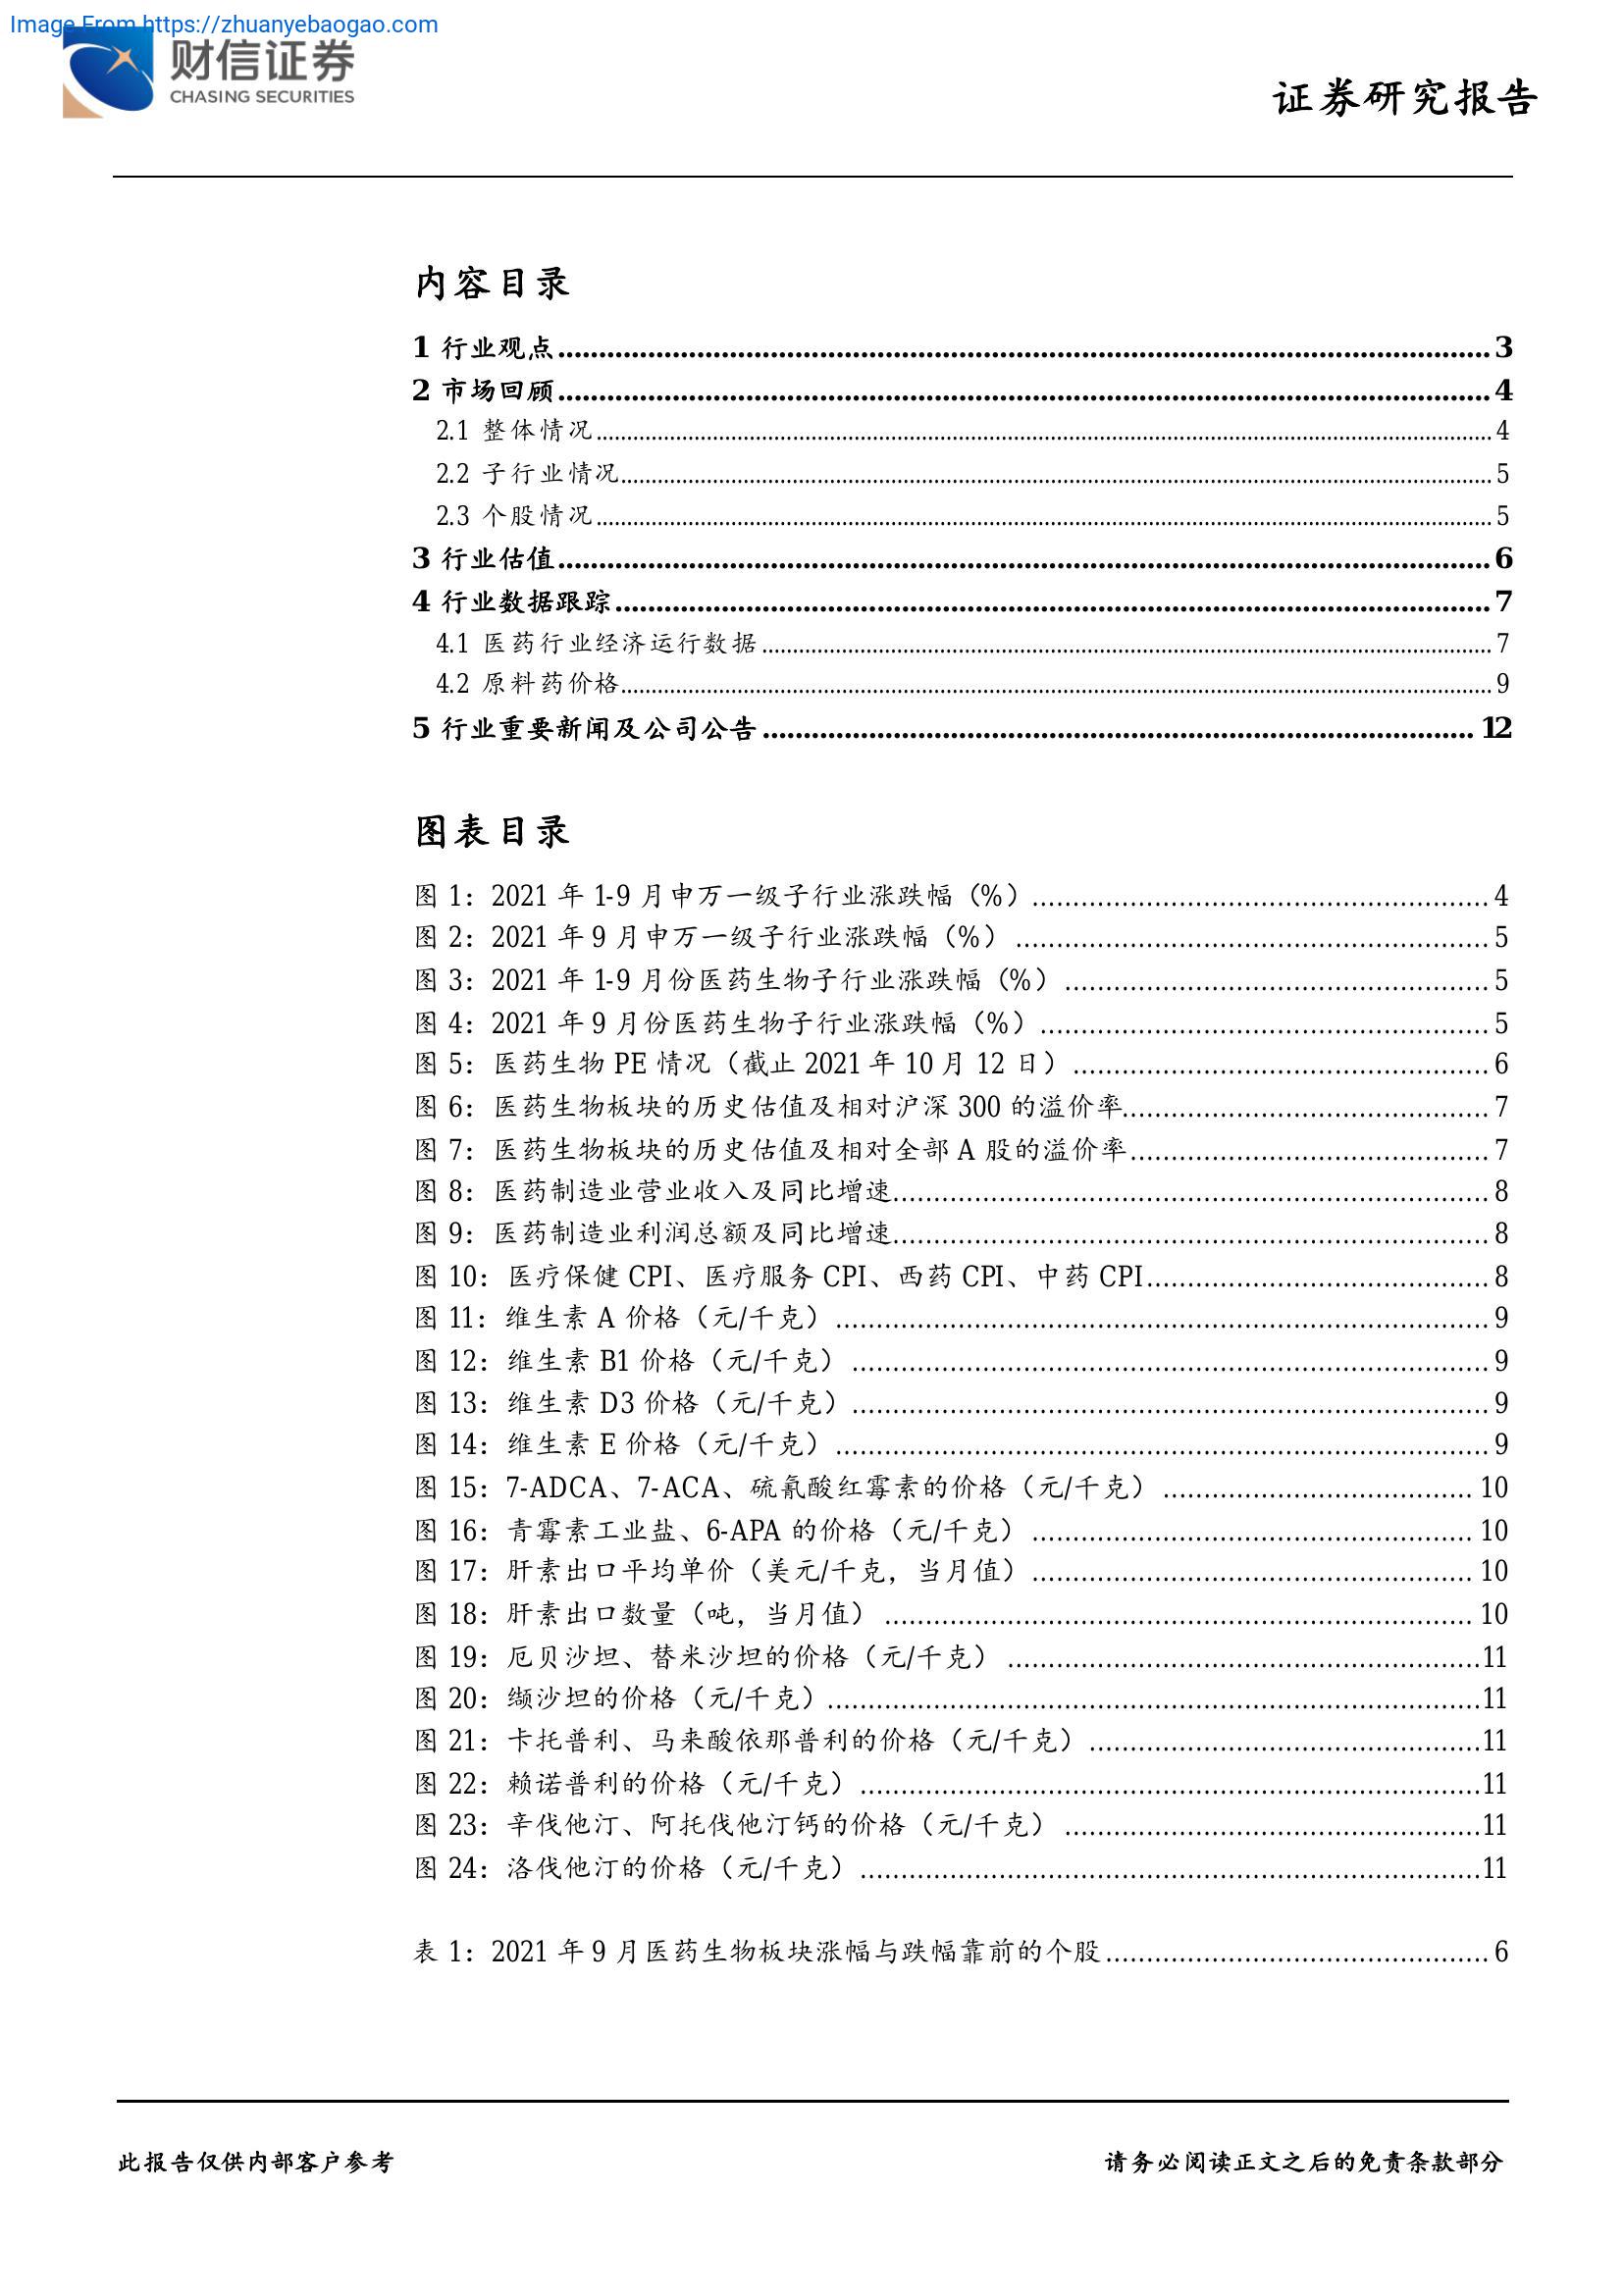 Image From https://zhuanyebaogao.com
财信证券
CHASING SECURITIES
证券研究报告
内容目录
1 行业观点 3
2 市场回顾 4
2.1 整体情况 4
2.2 子行业情况 5
2.3 个股情况 5
3 行业估值 6
4 行业数据跟踪 7
4.1 医药行业经济运行数据 7
4.2 原料药价格 9
5 行业重要新闻及公司公告 12
图表目录
图 1：2021 年 1-9 月申万一级子行业涨跌幅（%） 4
图 2：2021 年 9 月申万一级子行业涨跌幅（%） 5
图 3：2021 年 1-9 月份医药生物子行业涨跌幅（%） 5
图 4：2021 年 9 月份医药生物子行业涨跌幅（%） 5
图 5：医药生物 PE 情况（截止 2021 年 10 月 12 日） 6
图 6：医药生物板块的历史估值及相对沪深 300 的溢价率 7
图 7：医药生物板块的历史估值及相对全部 A 股的溢价率 7
图 8：医药制造业营业收入及同比增速 8
图 9：医药制造业利润总额及同比增速 8
图 10：医疗保健 CPI、医疗服务 CPI、西药 CPI、中药 CPI 8
图 11：维生素 A 价格（元/千克） 9
图 12：维生素 B1 价格（元/千克） 9
图 13：维生素 D3 价格（元/千克） 9
图 14：维生素 E 价格（元/千克） 9
图 15：7-ADCA、7-ACA、硫氰酸红霉素的价格（元/千克） 10
图 16：青霉素工业盐、6-APA 的价格（元/千克） 10
图 17：肝素出口平均单价（美元/千克，当月值） 10
图 18：肝素出口数量（吨，当月值） 10
图 19：厄贝沙坦、替米沙坦的价格（元/千克） 11
图 20：缬沙坦的价格（元/千克） 11
图 21：卡托普利、马来酸依那普利的价格（元/千克） 11
图 22：赖诺普利的价格（元/千克） 11
图 23：辛伐他汀、阿托伐他汀钙的价格（元/千克） 11
图 24：洛伐他汀的价格（元/千克） 11
表 1：2021 年 9 月医药生物板块涨幅与跌幅靠前的个股 6
此报告仅供内部客户参考
请务必阅读正文之后的免责条款部分